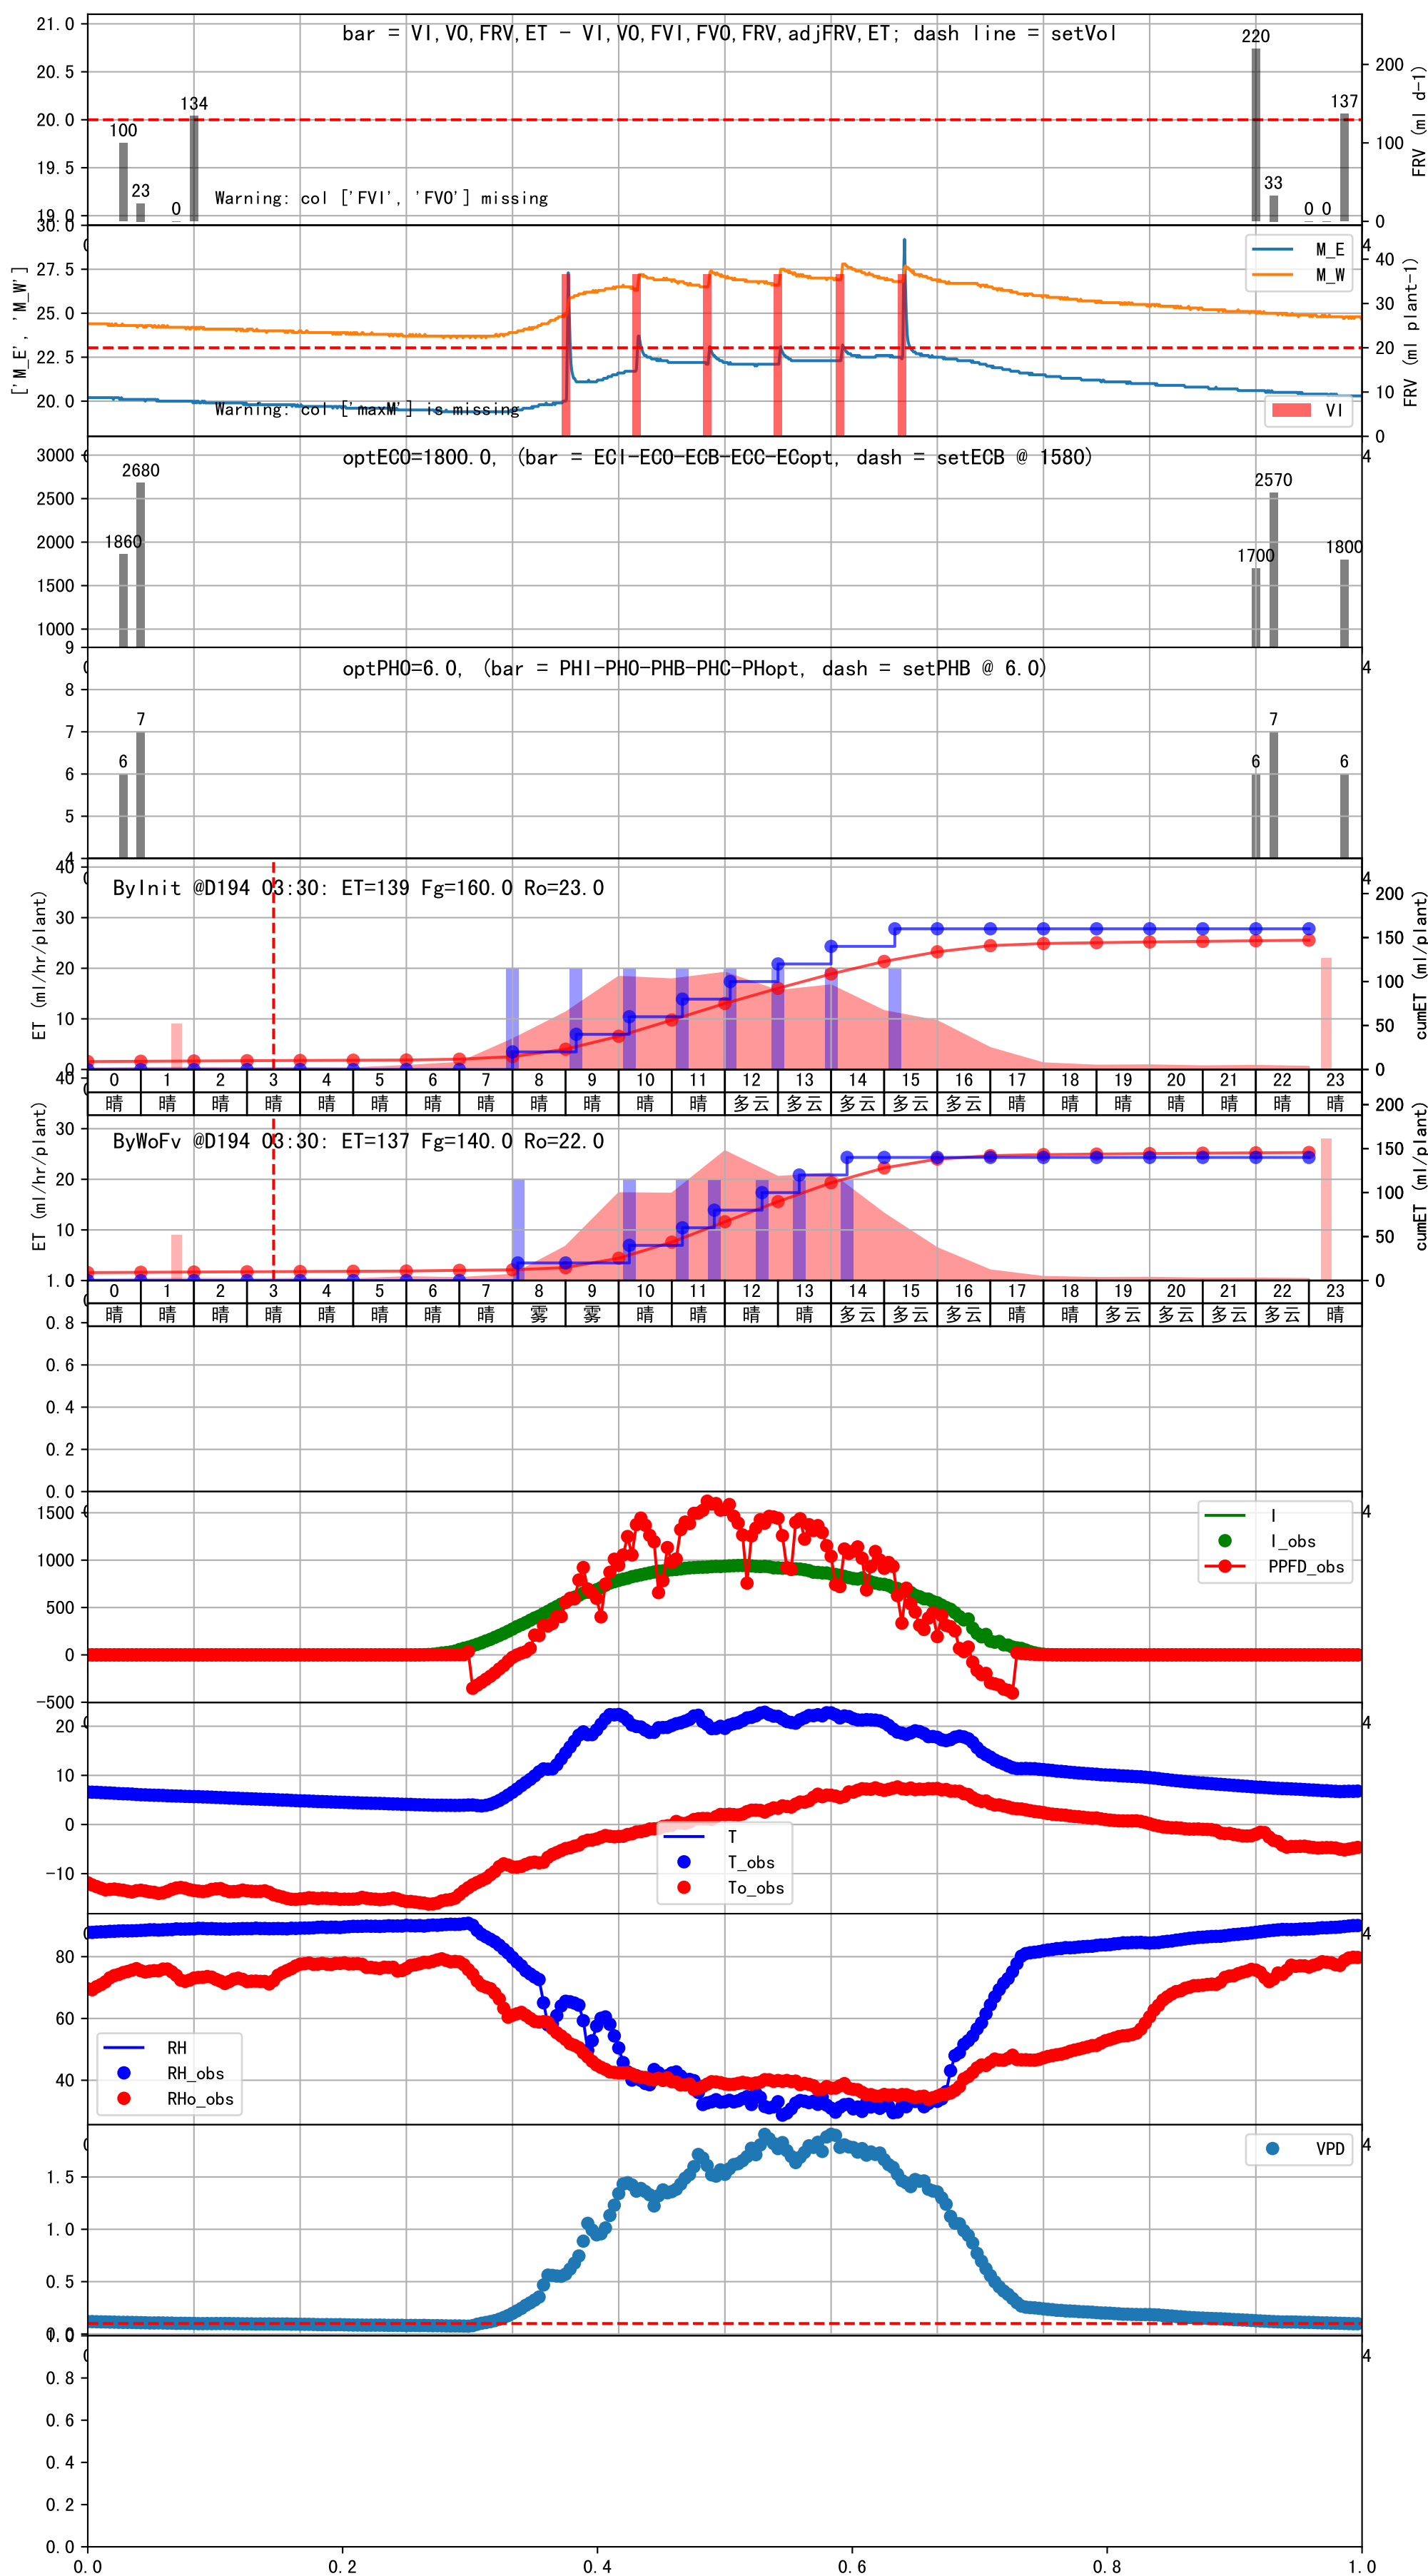 bar = VI,VO,FRV,ET - VI,VO,FVI,FVO,FRV,adjFRV,ET; dash line = setVol
21.0
20.5
20.0
19.5
19.0
200
100
0
FRV (ml d-1)
100
23
0
134
220
33
0
0
137
Warning: col ['FVI', 'FVO'] missing
['M_E', 'M_W']
30.0
27.5
25.0
22.5
20.0
40
30
20
10
0
FRV (ml plant-1)
M_E
M_W
VI
Warning: col ['maxM'] is missing
optECO=1800.0, (bar = ECI-ECO-ECB-ECC-ECopt, dash = setECB @ 1580)
3000
2500
2000
1500
1000
1860
2680
1700
2570
1800
optPHO=6.0, (bar = PHI-PHO-PHB-PHC-PHopt, dash = setPHB @ 6.0)
9
8
7
6
5
4
6
7
6
7
6
ByInit @D194 03:30: ET=139 Fg=160.0 Ro=23.0
ET (ml/hr/plant)
40
30
20
10
0
200
150
100
50
0
cumET (ml/plant)
0 1 2 3 4 5 6 7 8 9 10 11 12 13 14 15 16 17 18 19 20 21 22 23
晴 晴 晴 晴 晴 晴 晴 晴 晴 晴 晴 晴 多云 多云 多云 多云 多云 晴 晴 晴 晴 晴 晴 晴
ByWoFv @D194 03:30: ET=137 Fg=140.0 Ro=22.0
ET (ml/hr/plant)
40
30
20
10
200
150
100
50
0
cumET (ml/plant)
0 1 2 3 4 5 6 7 8 9 10 11 12 13 14 15 16 17 18 19 20 21 22 23
晴 晴 晴 晴 晴 晴 晴 晴 雾 雾 晴 晴 晴 晴 多云 多云 多云 晴 晴 多云 多云 多云 多云 晴
1.0
0.8
0.6
0.4
0.2
0.0
1500
1000
500
0
-500
I
I_obs
PPFD_obs
20
10
0
-10
T
T_obs
To_obs
80
60
40
RH
RH_obs
RHo_obs
1.5
1.0
0.5
VPD
0.8
0.6
0.4
0.2
0.0
0.0 0.2 0.4 0.6 0.8 1.0